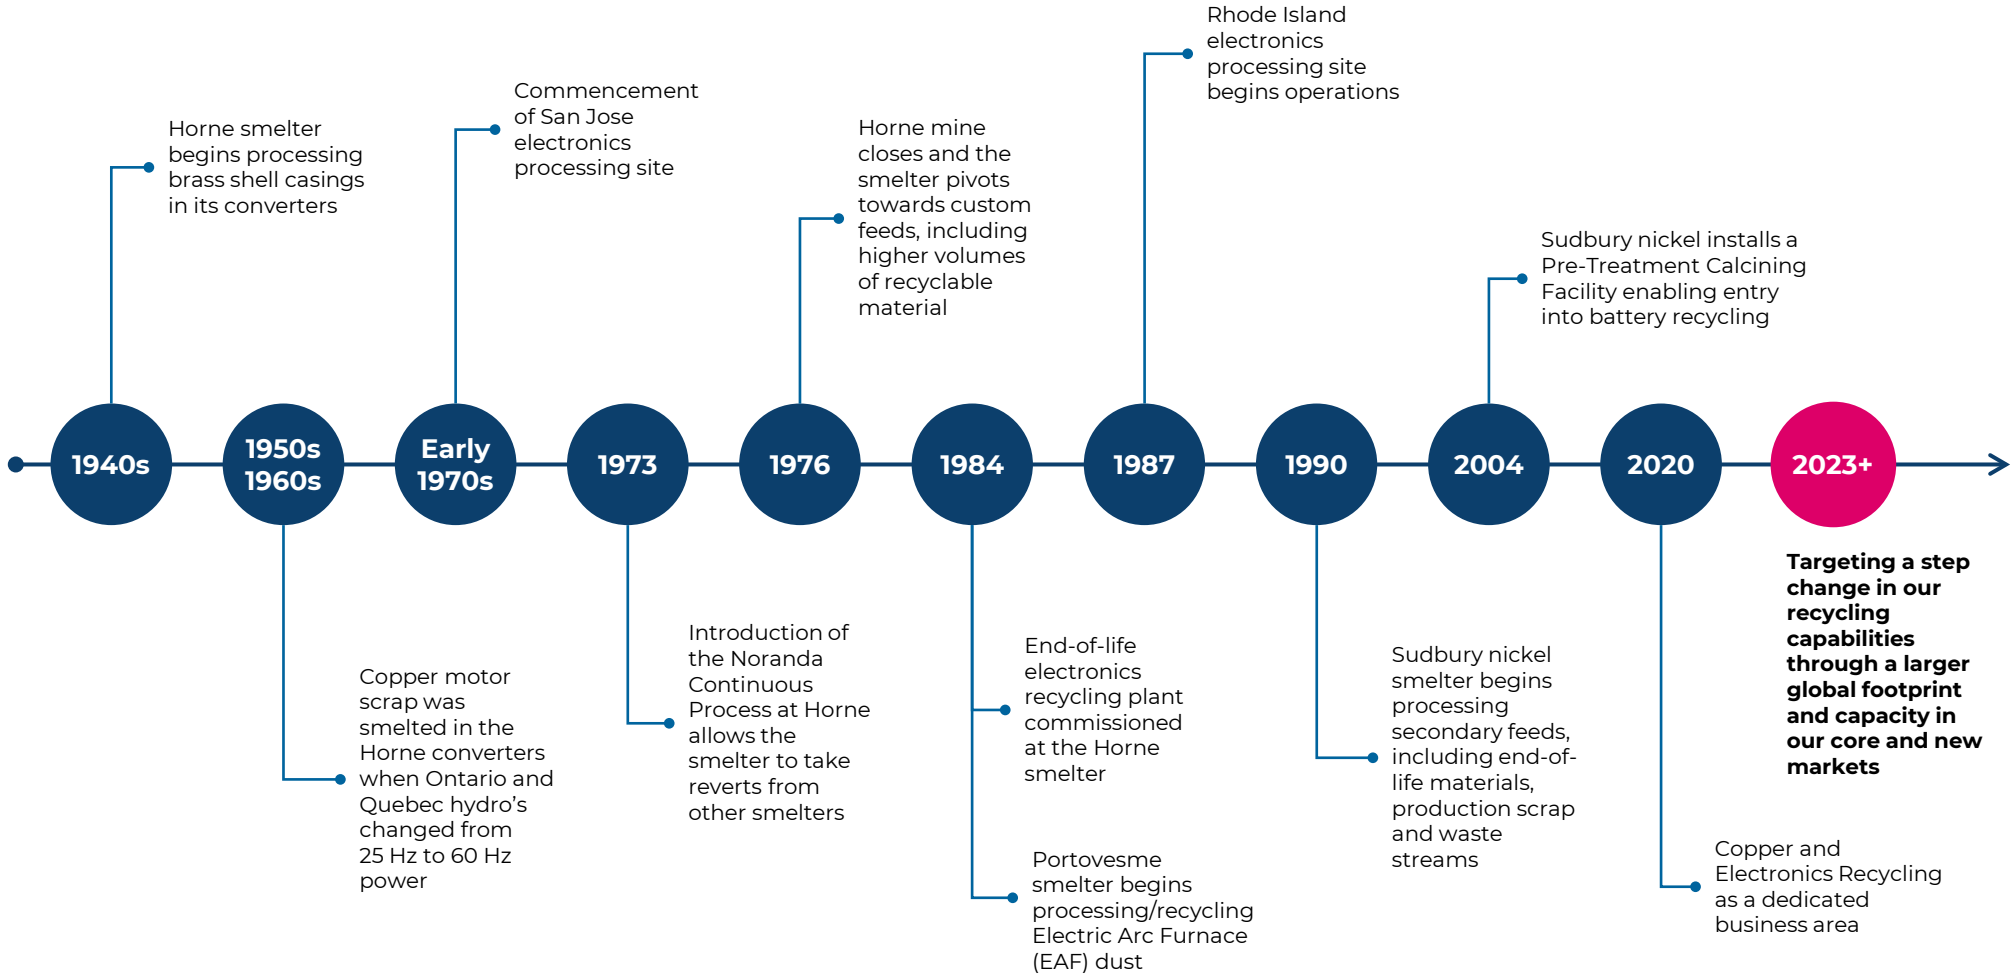 Rhode Island
electronics
processing site
begins operations
Commencement
of San Jose
electronics
processing site
Horne smelter
begins processing
brass shell casings
in its converters
Horne mine
closes and the
smelter pivots
towards custom
feeds, including
higher volumes
of recyclable
material
Sudbury nickel installs a
Pre-Treatment Calcining
Facility enabling entry
into battery recycling
1940s
1950s
1960s
Early
1970s
1973
1976
1984
1987
1990
2004
2020
2023+
Copper motor
scrap was
smelted in the
Horne converters
when Ontario and
Quebec hydro’s
changed from
25 Hz to 60 Hz
power
Introduction of
the Noranda
Continuous
Process at Horne
allows the
smelter to take
reverts from
other smelters
End-of-life
electronics
recycling plant
commissioned
at the Horne
smelter
Portovesme
smelter begins
processing/recycling
Electric Arc Furnace
(EAF) dust
Sudbury nickel
smelter begins
processing
secondary feeds,
including end-of-
life materials,
production scrap
and waste
streams
Copper and
Electronics Recycling
as a dedicated
business area
Targeting a step
change in our
recycling
capabilities
through a larger
global footprint
and capacity in
our core and new
markets